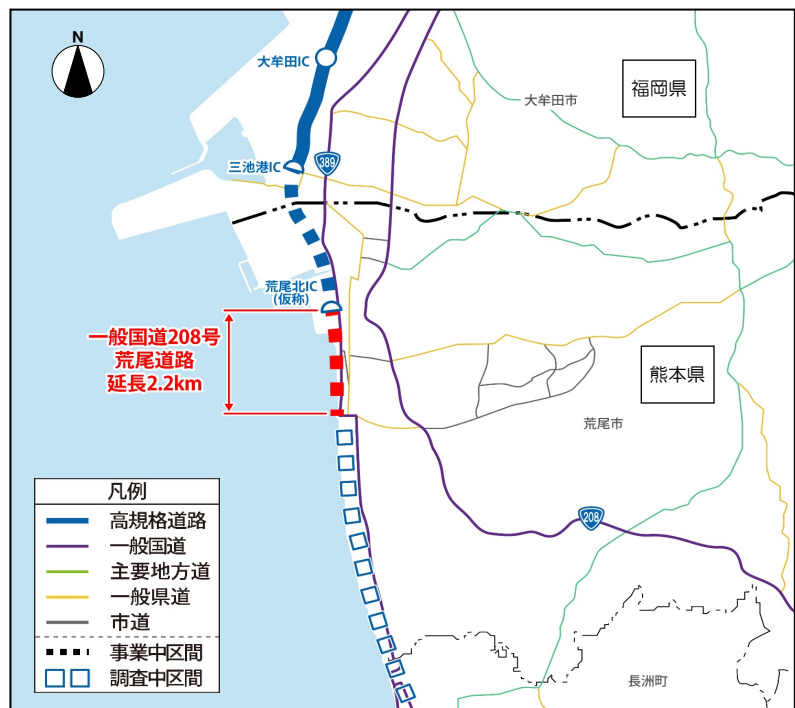 N
大牟田IC
福岡県
大牟田市
三池港IC
389
荒尾北IC
(仮称)
一般国道208号
荒尾道路
延長2.2km
熊本県
荒尾市
208
長洲町
凡例
高規格道路
一般国道
主要地方道
一般県道
市道
事業中区間
調査中区間